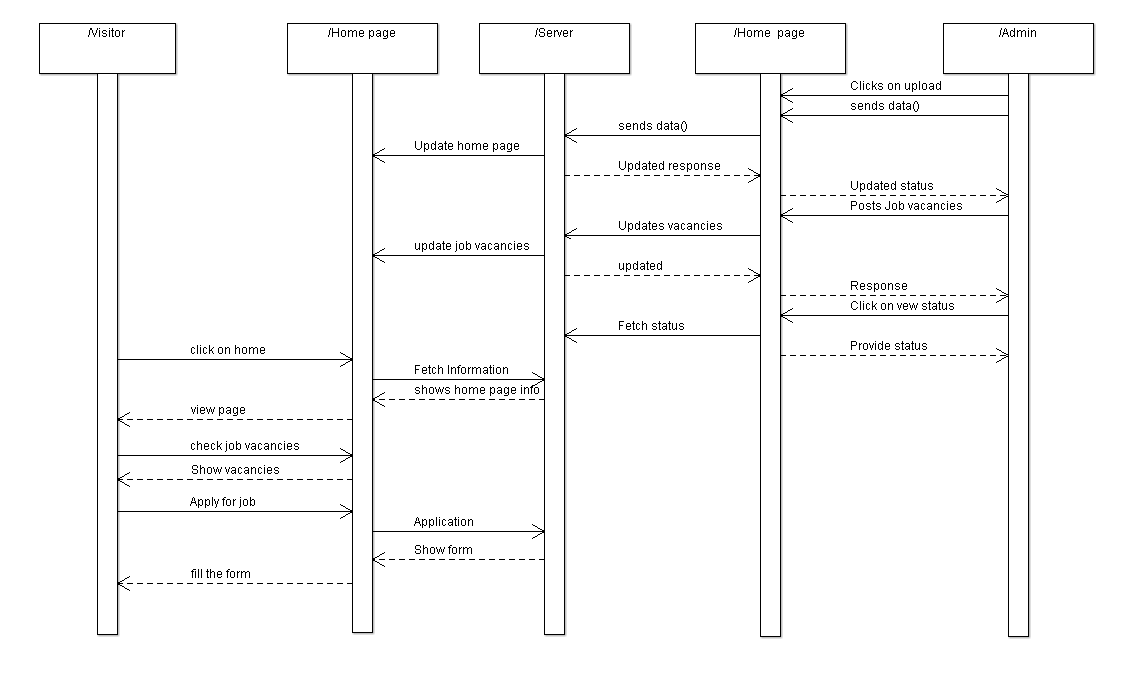 /Visitor
/Home page
/Server
/Home  page
/Admin
Clicks on upload
sends data()
sends data()
Update home page
Updated response
Updated status
Posts Job vacancies
Updates vacancies
update job vacancies
updated
Response
Click on vew status
Fetch status
Provide status
click on home
Fetch Information
shows home page info
view page
check job vacancies
Show vacancies
Apply for job
Application
Show form
fill the form